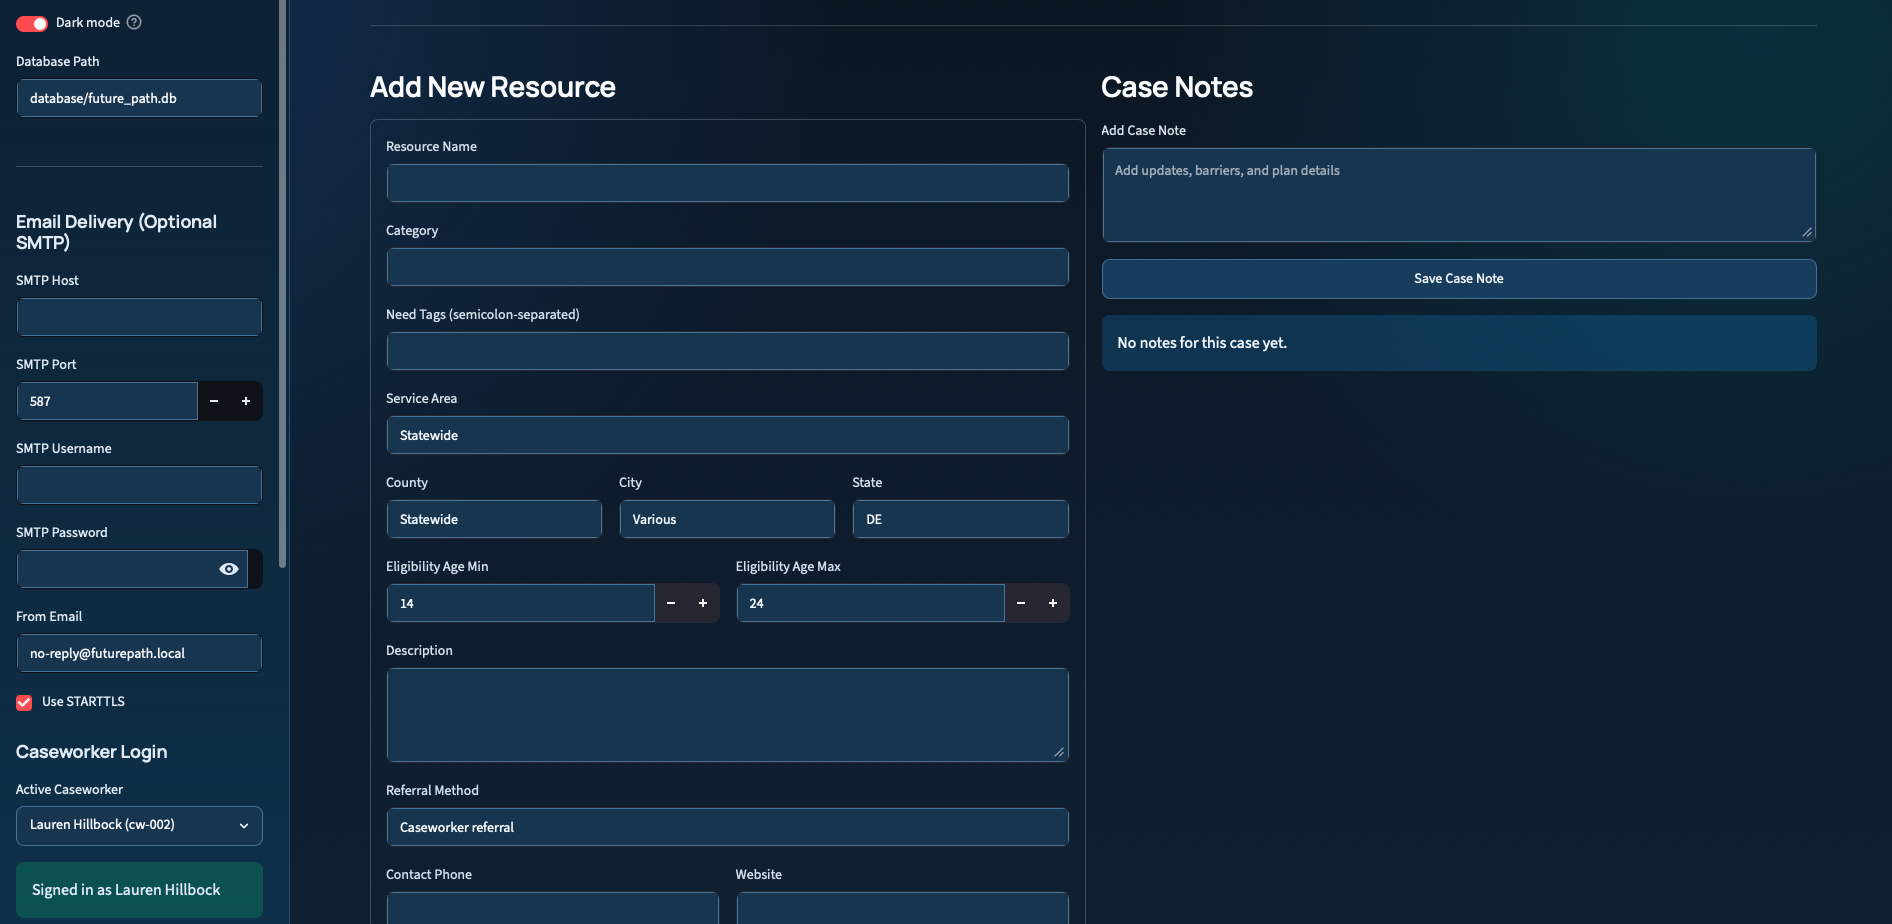 Dark mode
Database Path
database/future_path.db
Email Delivery (Optional
SMTP)
SMTP Host
SMTP Port
587
SMTP Username
SMTP Password
From Email
no-reply@futurepath.local
Use STARTTLS
Caseworker Login
Active Caseworker
Lauren Hillbock (cw-002)
Signed in as Lauren Hillbock
Add New Resource
Resource Name
Category
Need Tags (semicolon-separated)
Service Area
Statewide
County City State
Statewide Various DE
Eligibility Age Min Eligibility Age Max
14 24
Description
Referral Method
Caseworker referral
Contact Phone Website
Case Notes
Add Case Note
Add updates, barriers, and plan details
Save Case Note
No notes for this case yet.